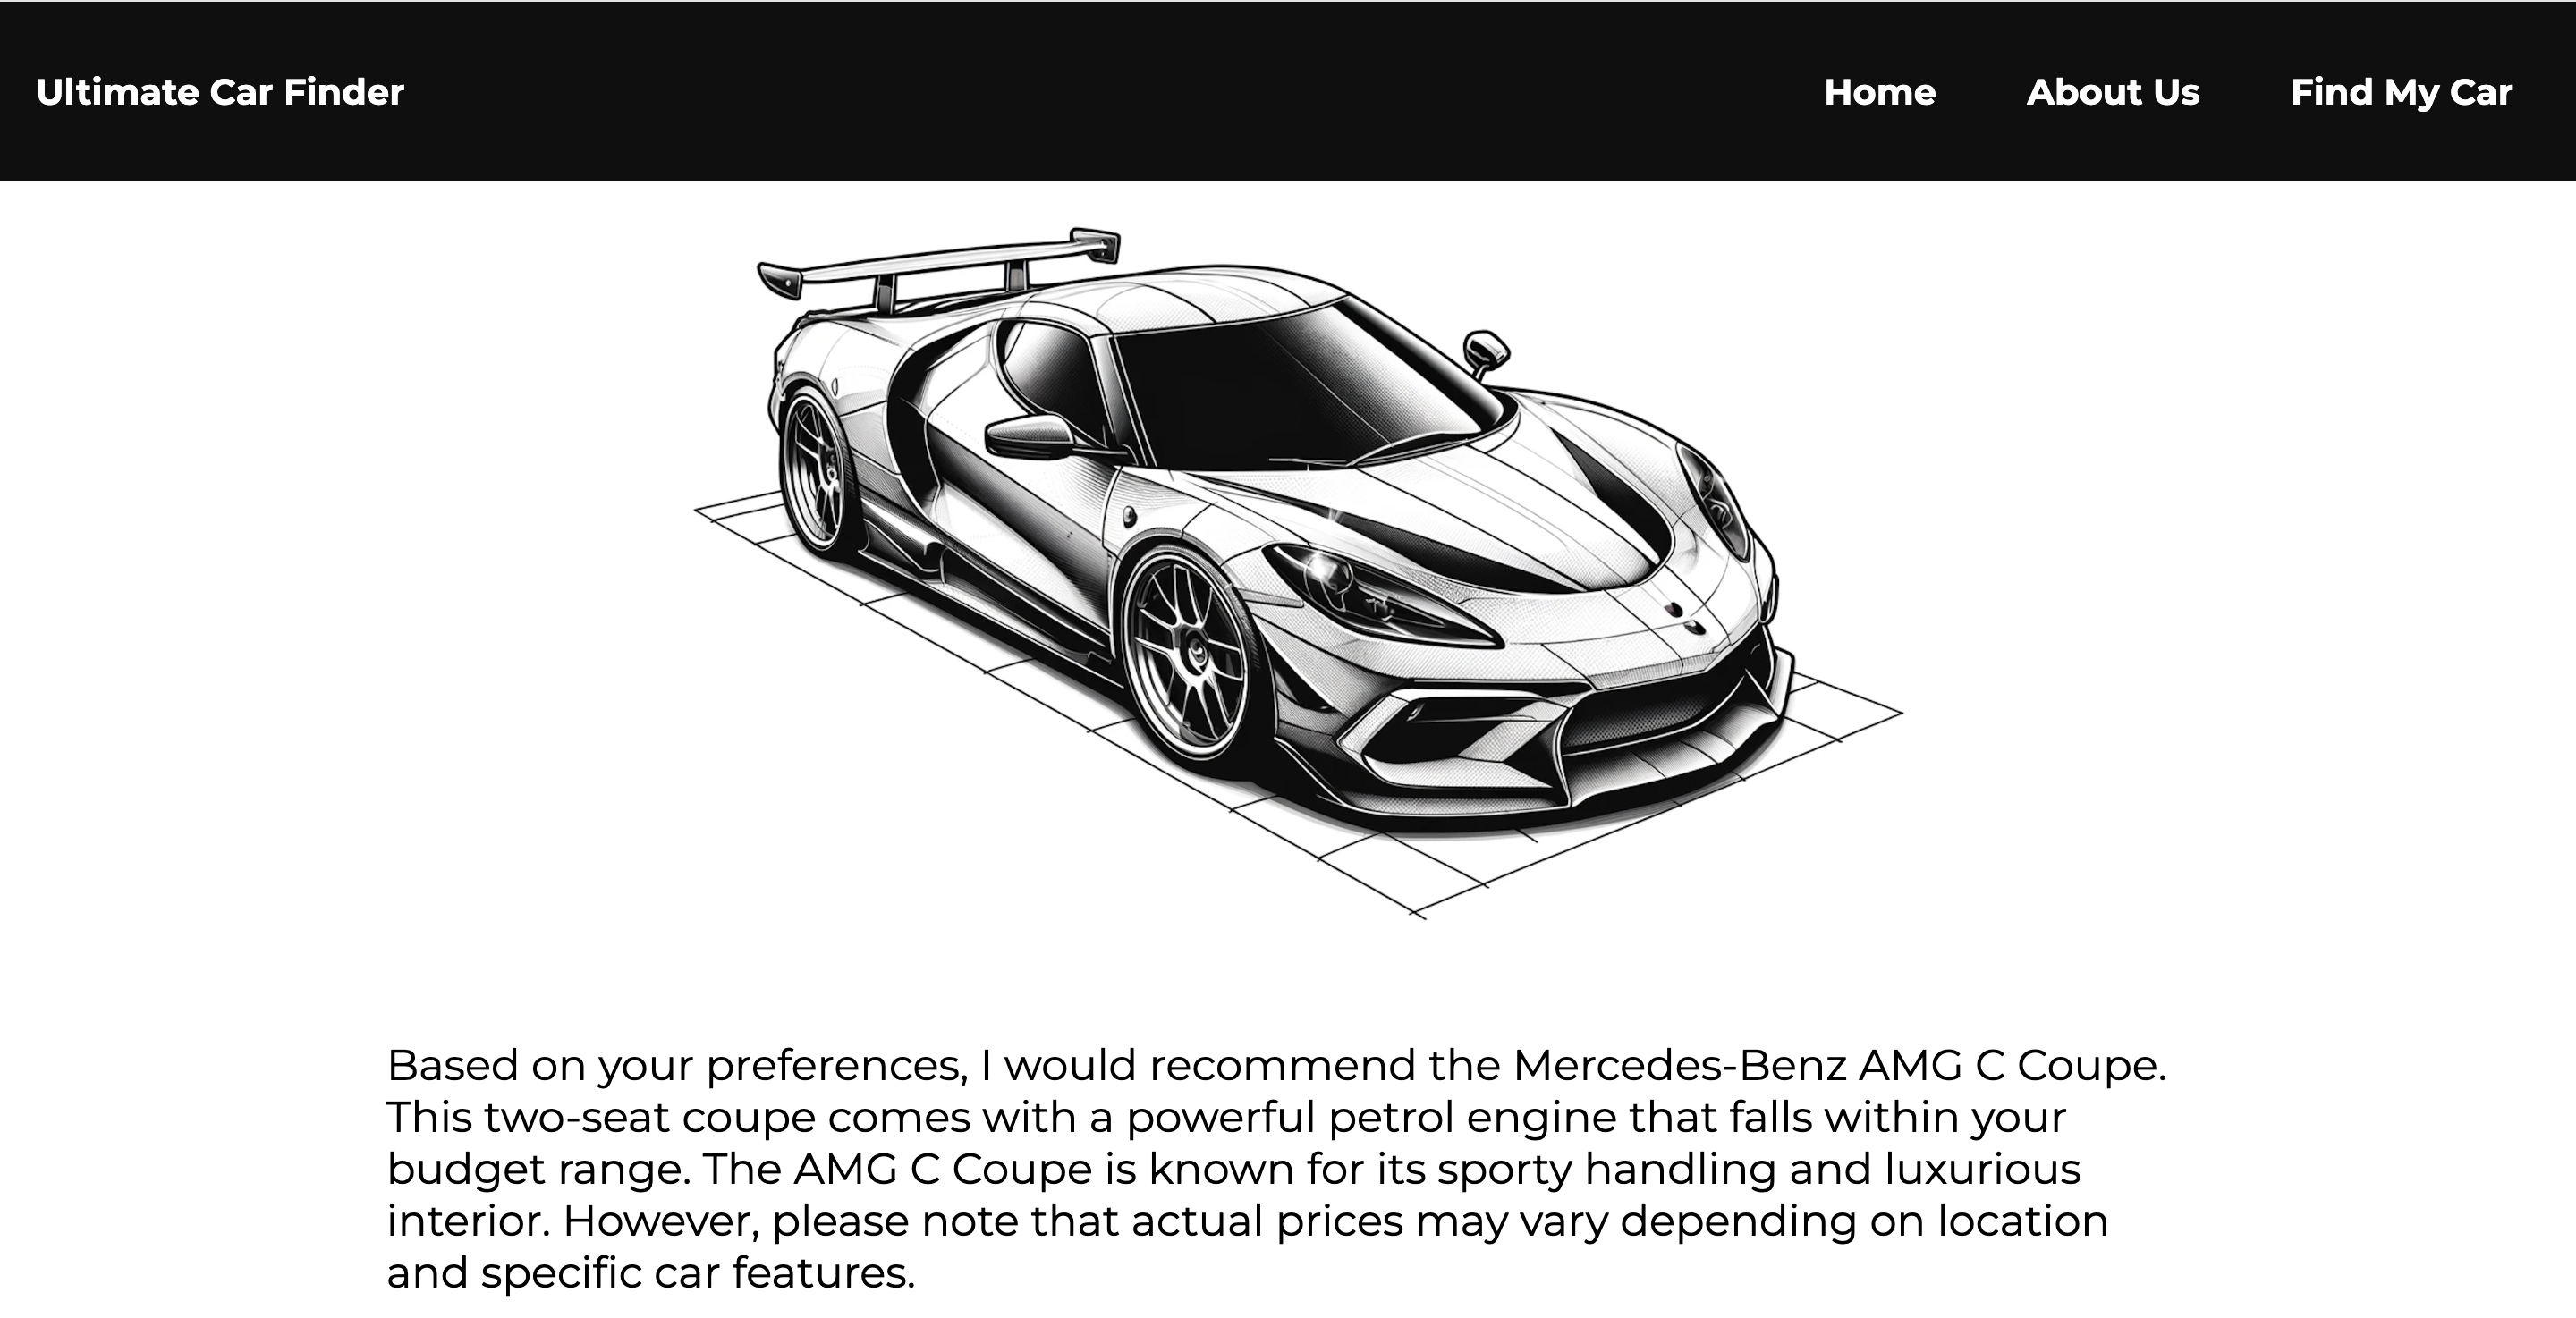 Ultimate Car Finder Home About Us Find My Car
Based on your preferences, I would recommend the Mercedes-Benz AMG C Coupe.
This two-seat coupe comes with a powerful petrol engine that falls within your
budget range. The AMG C Coupe is known for its sporty handling and luxurious
interior. However, please note that actual prices may vary depending on location
and specific car features.